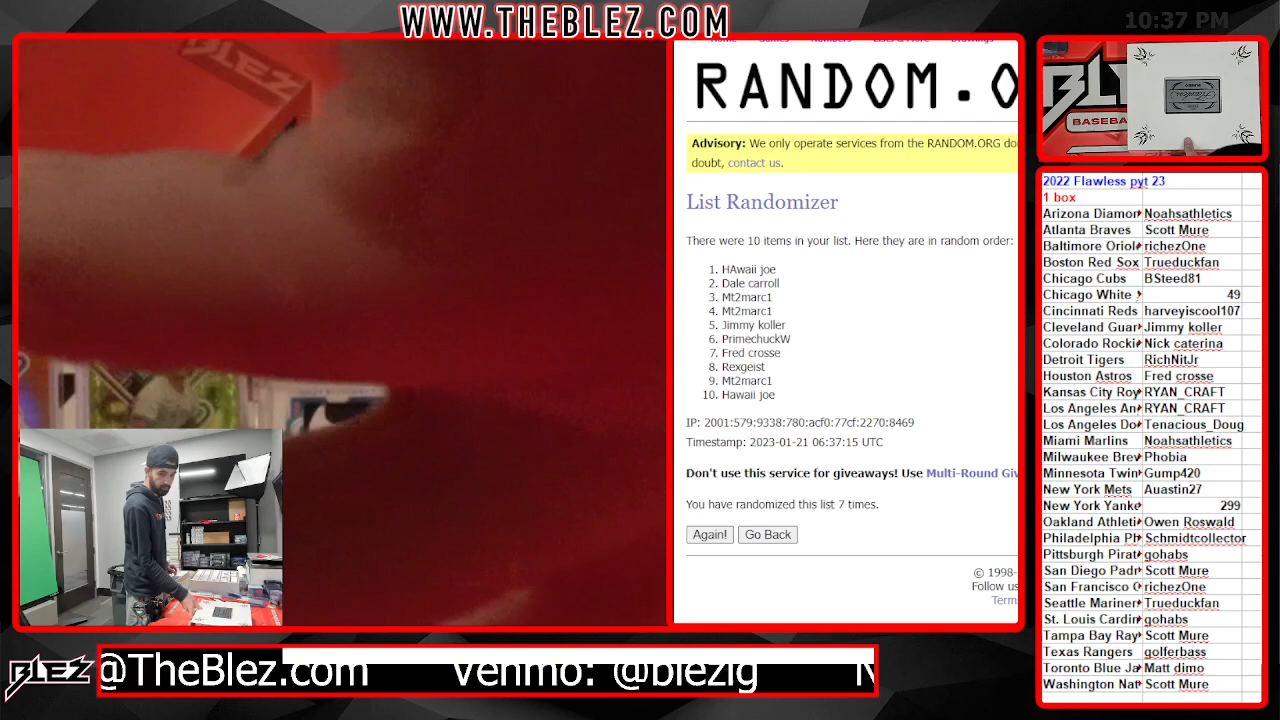 WWW.THEBLEZ.COM
10:37 PM
BLEZ
RANDOM.O
Advisory: We only operate services from the RANDOM.ORG do
doubt, contact us.
List Randomizer
There were 10 items in your list. Here they are in random order:
1. HAwaii joe
2. Dale carroll
3. Mt2marc1
4. Mt2marc1
5. Jimmy koller
6. PrimechuckW
7. Fred crosse
8. Rexgeist
9. Mt2marc1
10. Hawaii joe
IP: 2001:579:9338:780:acf0:77cf:2270:8469
Timestamp: 2023-01-21 06:37:15 UTC
Don't use this service for giveaways! Use Multi-Round Giv
You have randomized this list 7 times.
Again! Go Back
© 1998-
Follow us
Terms
BLE
BASEBA
Flawless
2022 Flawless pyt 23
1 box
Arizona Diamon Noahsathletics
Atlanta Braves Scott Mure
Baltimore Oriol richezOne
Boston Red Sox Trueduckfan
Chicago Cubs BSteed81
Chicago White 49
Cincinnati Reds harveyiscool107
Cleveland Guar Jimmy koller
Colorado Rocki Nick caterina
Detroit Tigers RichNitJr
Houston Astros Fred crosse
Kansas City Roy RYAN_CRAFT
Los Angeles An RYAN_CRAFT
Los Angeles Do Tenacious_Doug
Miami Marlins Noahsathletics
Milwaukee Brev Phobia
Minnesota Twin Gump420
New York Mets Auastin27
New York Yank 299
Oakland Athleti Owen Roswald
Philadelphia Ph Schmidtcollector
Pittsburgh Pirat gohabs
San Diego Padr Scott Mure
San Francisco G richezOne
Seattle Mariner Trueduckfan
St. Louis Cardin gohabs
Tampa Bay Ray Scott Mure
Texas Rangers golferbass
Toronto Blue Ja Matt dimo
Washington Nat Scott Mure
BLEZ
@TheBlez.com Venmo: @blezig N